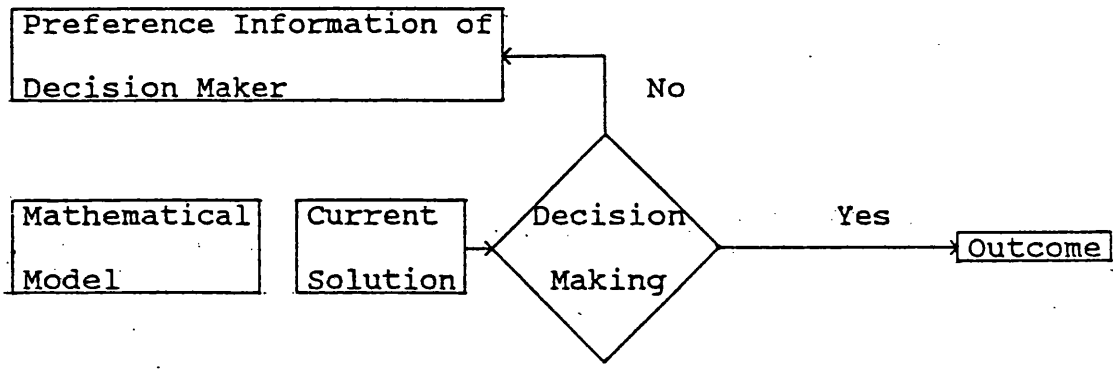 Preference Information of
Decision Maker
No
Mathematical
Model
Current
Solution
Decision
Making
Yes
Outcome